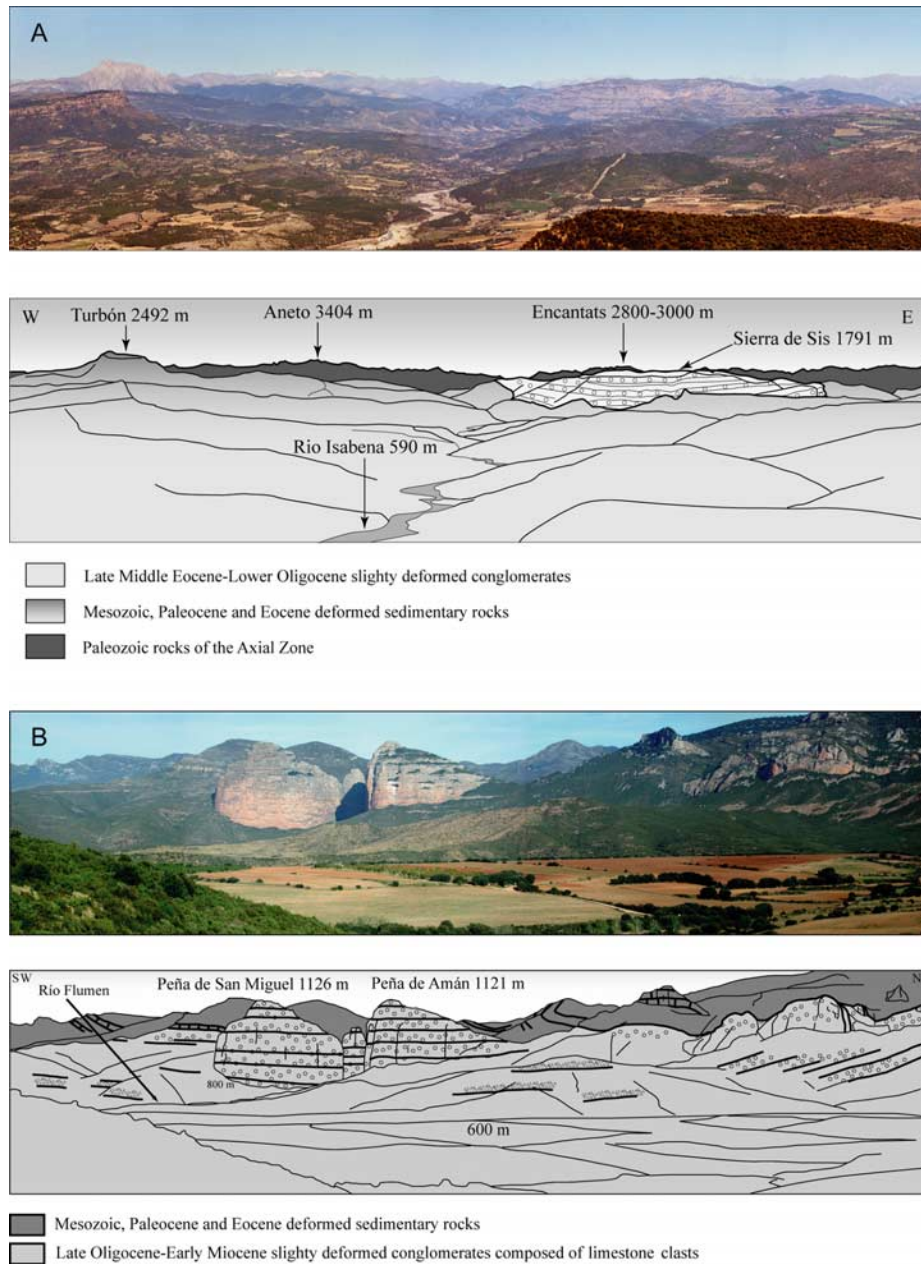 A
W
E
Turbón 2492 m
Aneto 3404 m
Encantats 2800-3000 m
Sierra de Sis 1791 m
Rio Isabena 590 m
Late Middle Eocene-Lower Oligocene slighty deformed conglomerates
Mesozoic, Paleocene and Eocene deformed sedimentary rocks
Paleozoic rocks of the Axial Zone
B
SW
N
Río Flumen
Peña de San Miguel 1126 m
Peña de Amán 1121 m
800 m
600 m
Mesozoic, Paleocene and Eocene deformed sedimentary rocks
Late Oligocene-Early Miocene slighty deformed conglomerates composed of limestone clasts